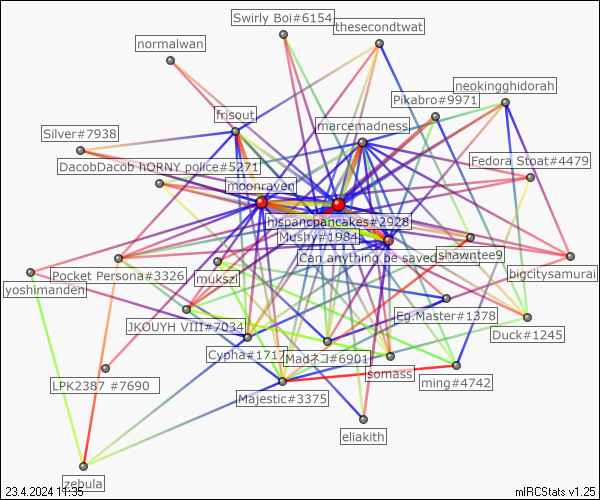 Swirly Boi#6154
thesecondtwat
normalwan
neokingghidorah
Pikabro#9971
frisout
marcemadness
Silver#7938
Fedora Stoat#4479
DacobDacob hORNY police#5271
moonraven
hispancpancakes#2928
Mushy#1984
Can anything be saved
shawntee9
Pocket Persona#3326
mukszi
bigcitysamurai
yoshimanden
Eg.Master#1378
JKOUYH VIII#7034
Duck#1245
Cypha#1717
Madネコ#6901
somass
ming#4742
LPK2387 #7690
Majestic#3375
eliakith
zebula
23.4.2024 11:35
mIRCStats v1.25